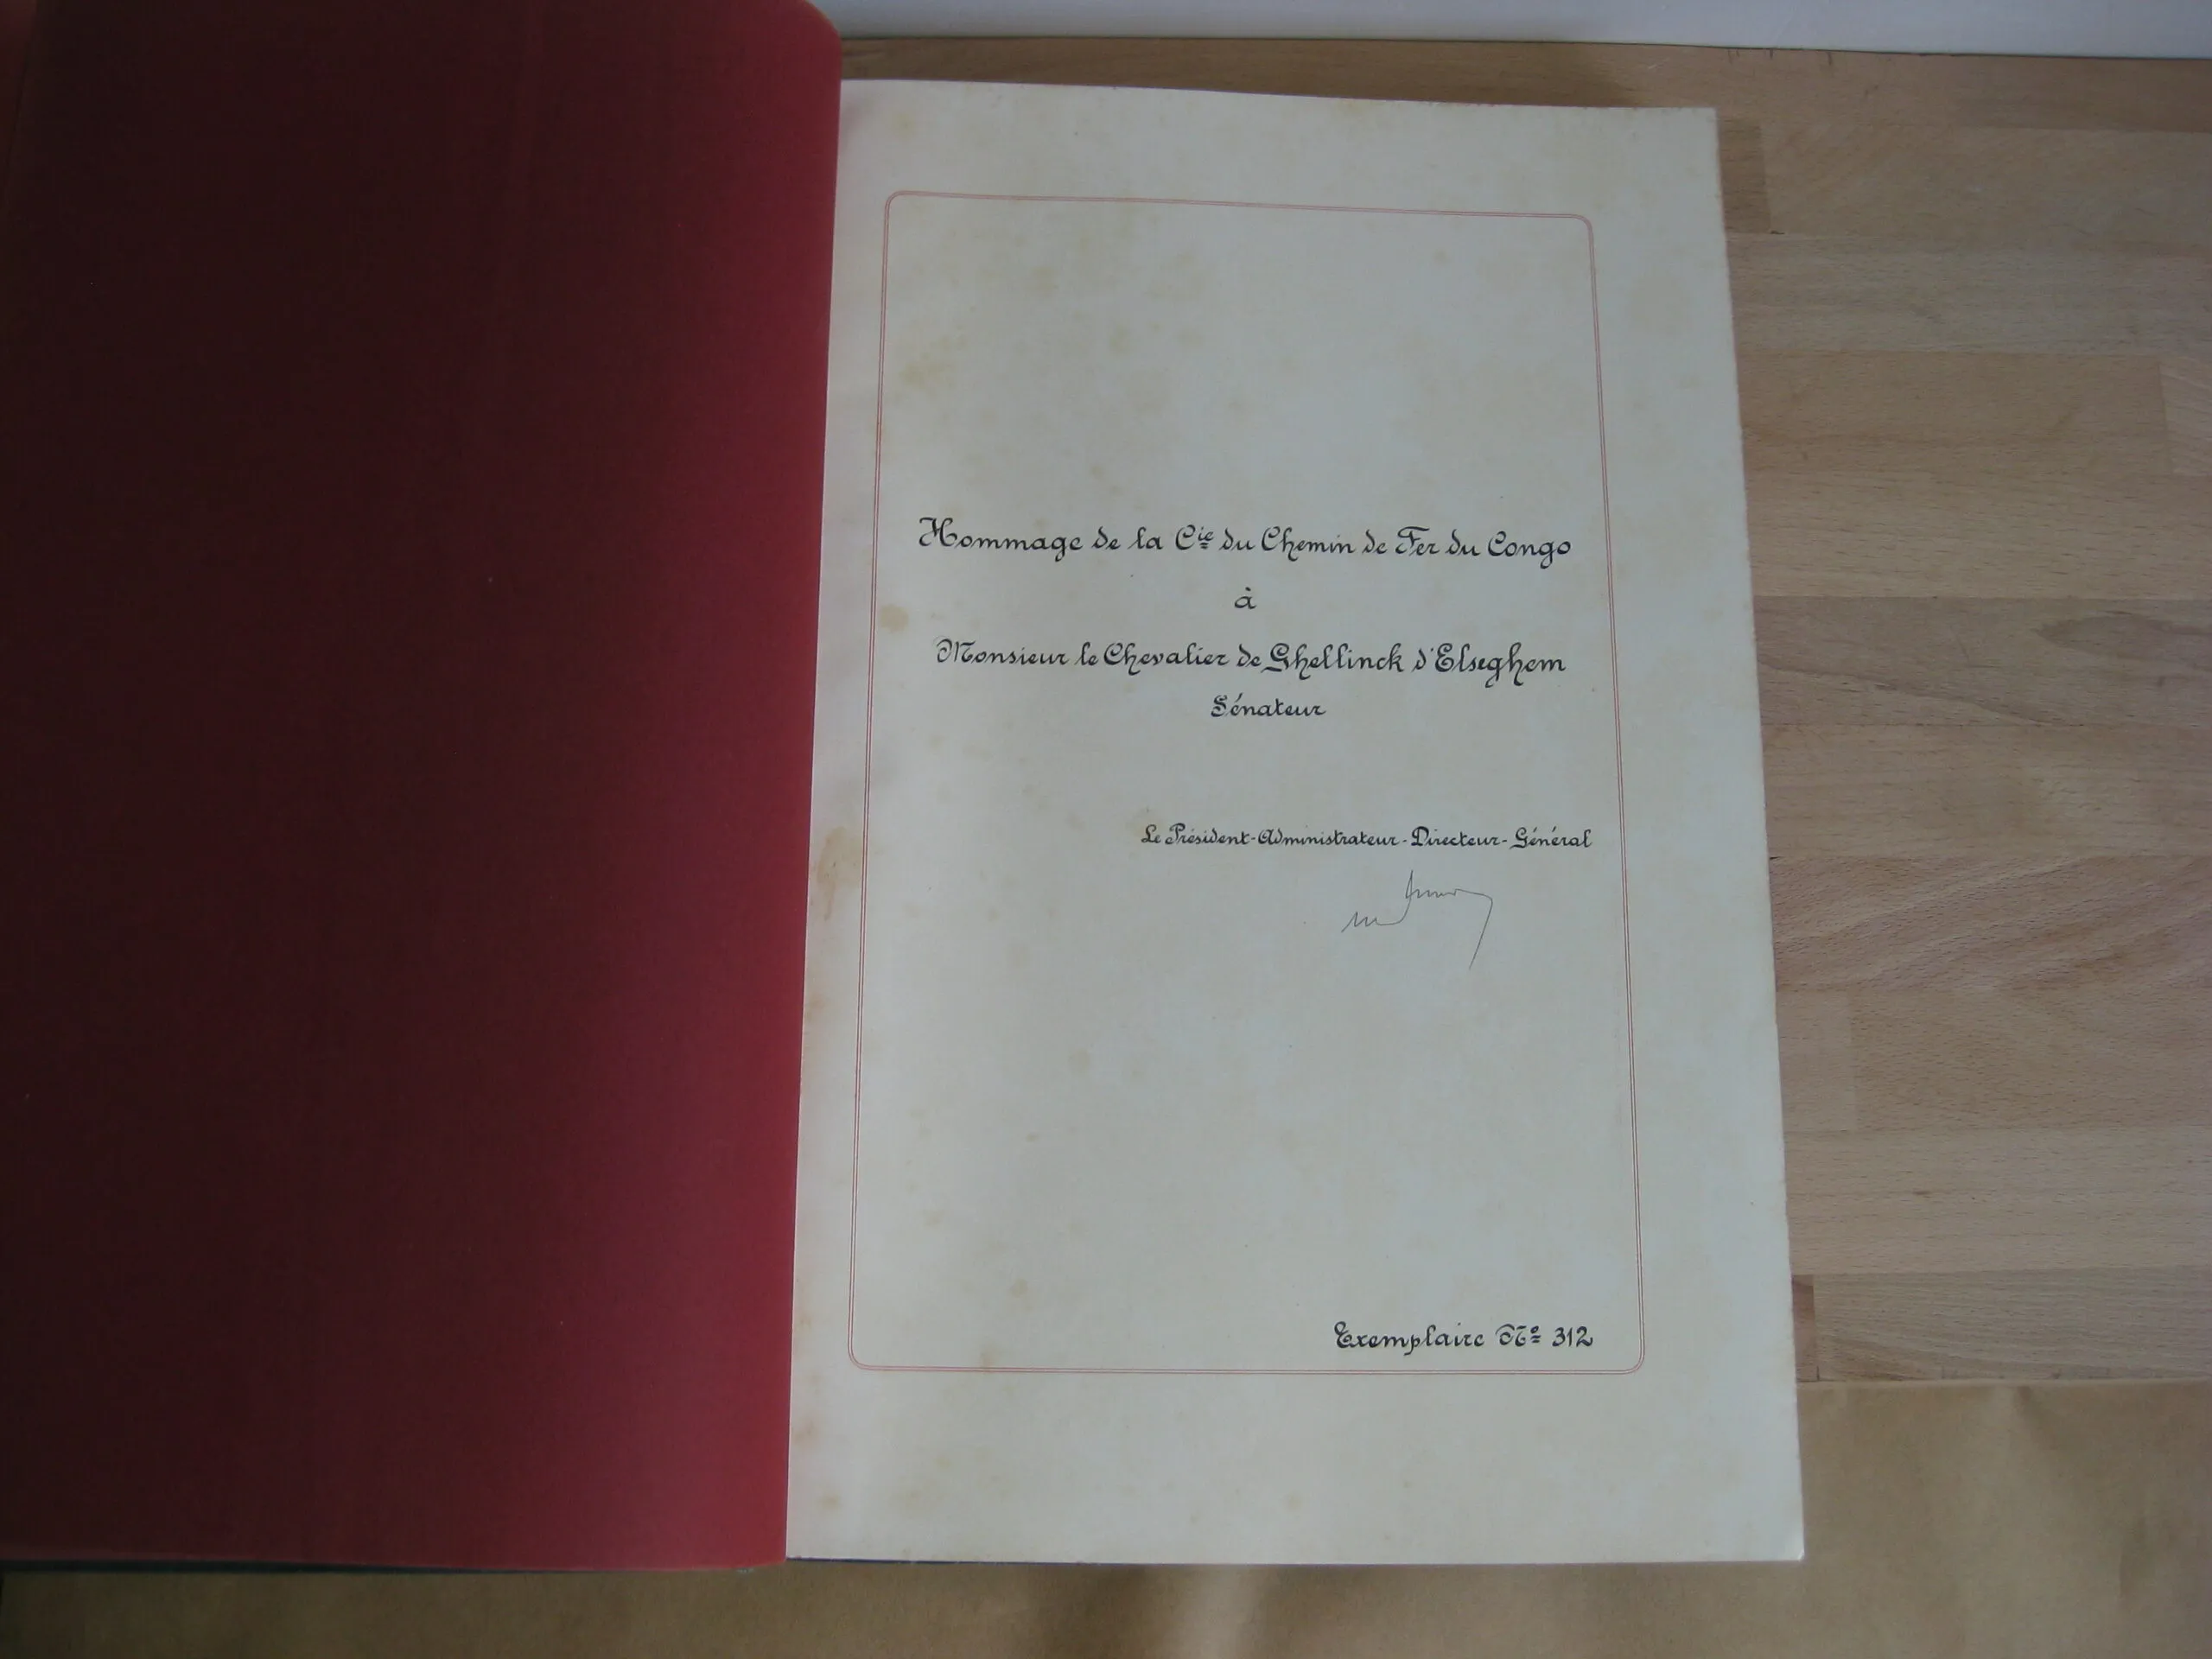 Hommage de la Cie du Chemin de Fer du Congo
à
Monsieur le Chevalier de Ghellinck d'Elseghem
Sénateur
Le Président-Administrateur-Directeur-Général
Exemplaire No 312